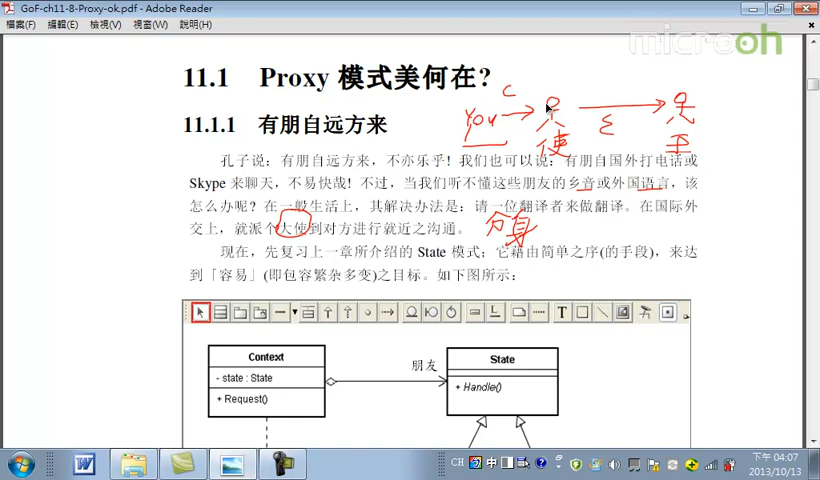 GoF-ch11-8-Proxy-ok.pdf - Adobe Reader
檔案(F) 編輯(E) 檢視(V) 視窗(W) 說明(H)
microoh
11.1 Proxy 模式美何在?
You C E
使 王
11.1.1 有朋自远方来
孔子说：有朋自远方来，不亦乐乎! 我们也可以说：有朋自国外打电话或
Skype 来聊天，不易快哉! 不过，当我们听不懂这些朋友的乡音或外国语言，该
怎么办呢? 在一般生活上，其解决办法是：请一位翻译者来做翻译。在国际外
交上，就派个大使到对方进行就近之沟通。
分身
现在，先复习上一章所介绍的 State 模式；它藉由简单之序(的手段)，来达
到「容易」(即包容繁杂多变)之目标。如下图所示：
T
Context
- state : State
+ Request()
朋友
State
+ Handle()
CH 中
下午 04:07
2013/10/13